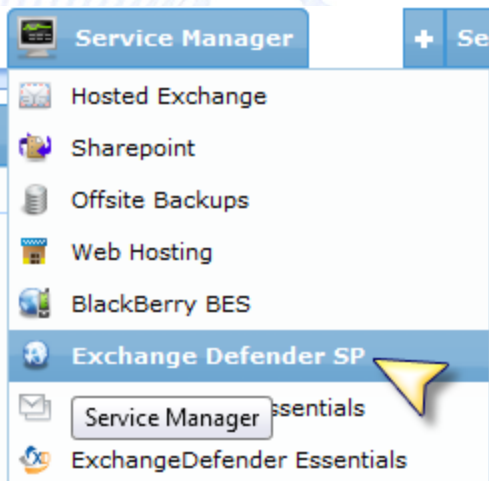 Service Manager + Se
Hosted Exchange
Sharepoint
Offsite Backups
Web Hosting
BlackBerry BES
Exchange Defender SP
ssentials
Service Manager
ExchangeDefender Essentials